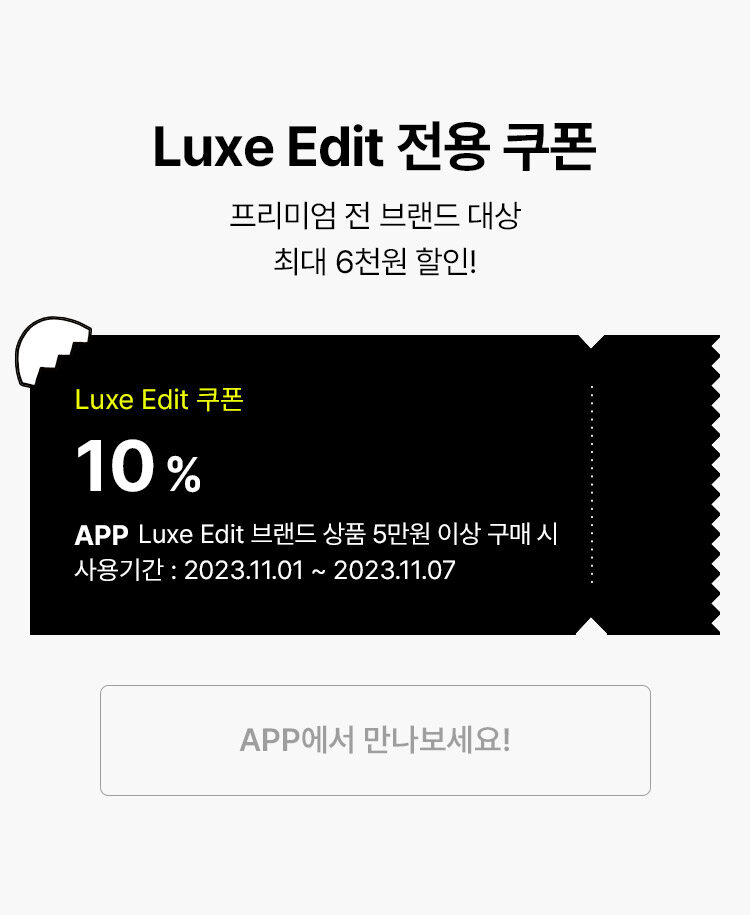 Luxe Edit 전용 쿠폰
프리미엄 전 브랜드 대상
최대 6천원 할인!
Luxe Edit 쿠폰
10 %
APP Luxe Edit 브랜드 상품 5만원 이상 구매 시
사용기간 : 2023.11.01 ~ 2023.11.07
APP에서 만나보세요!